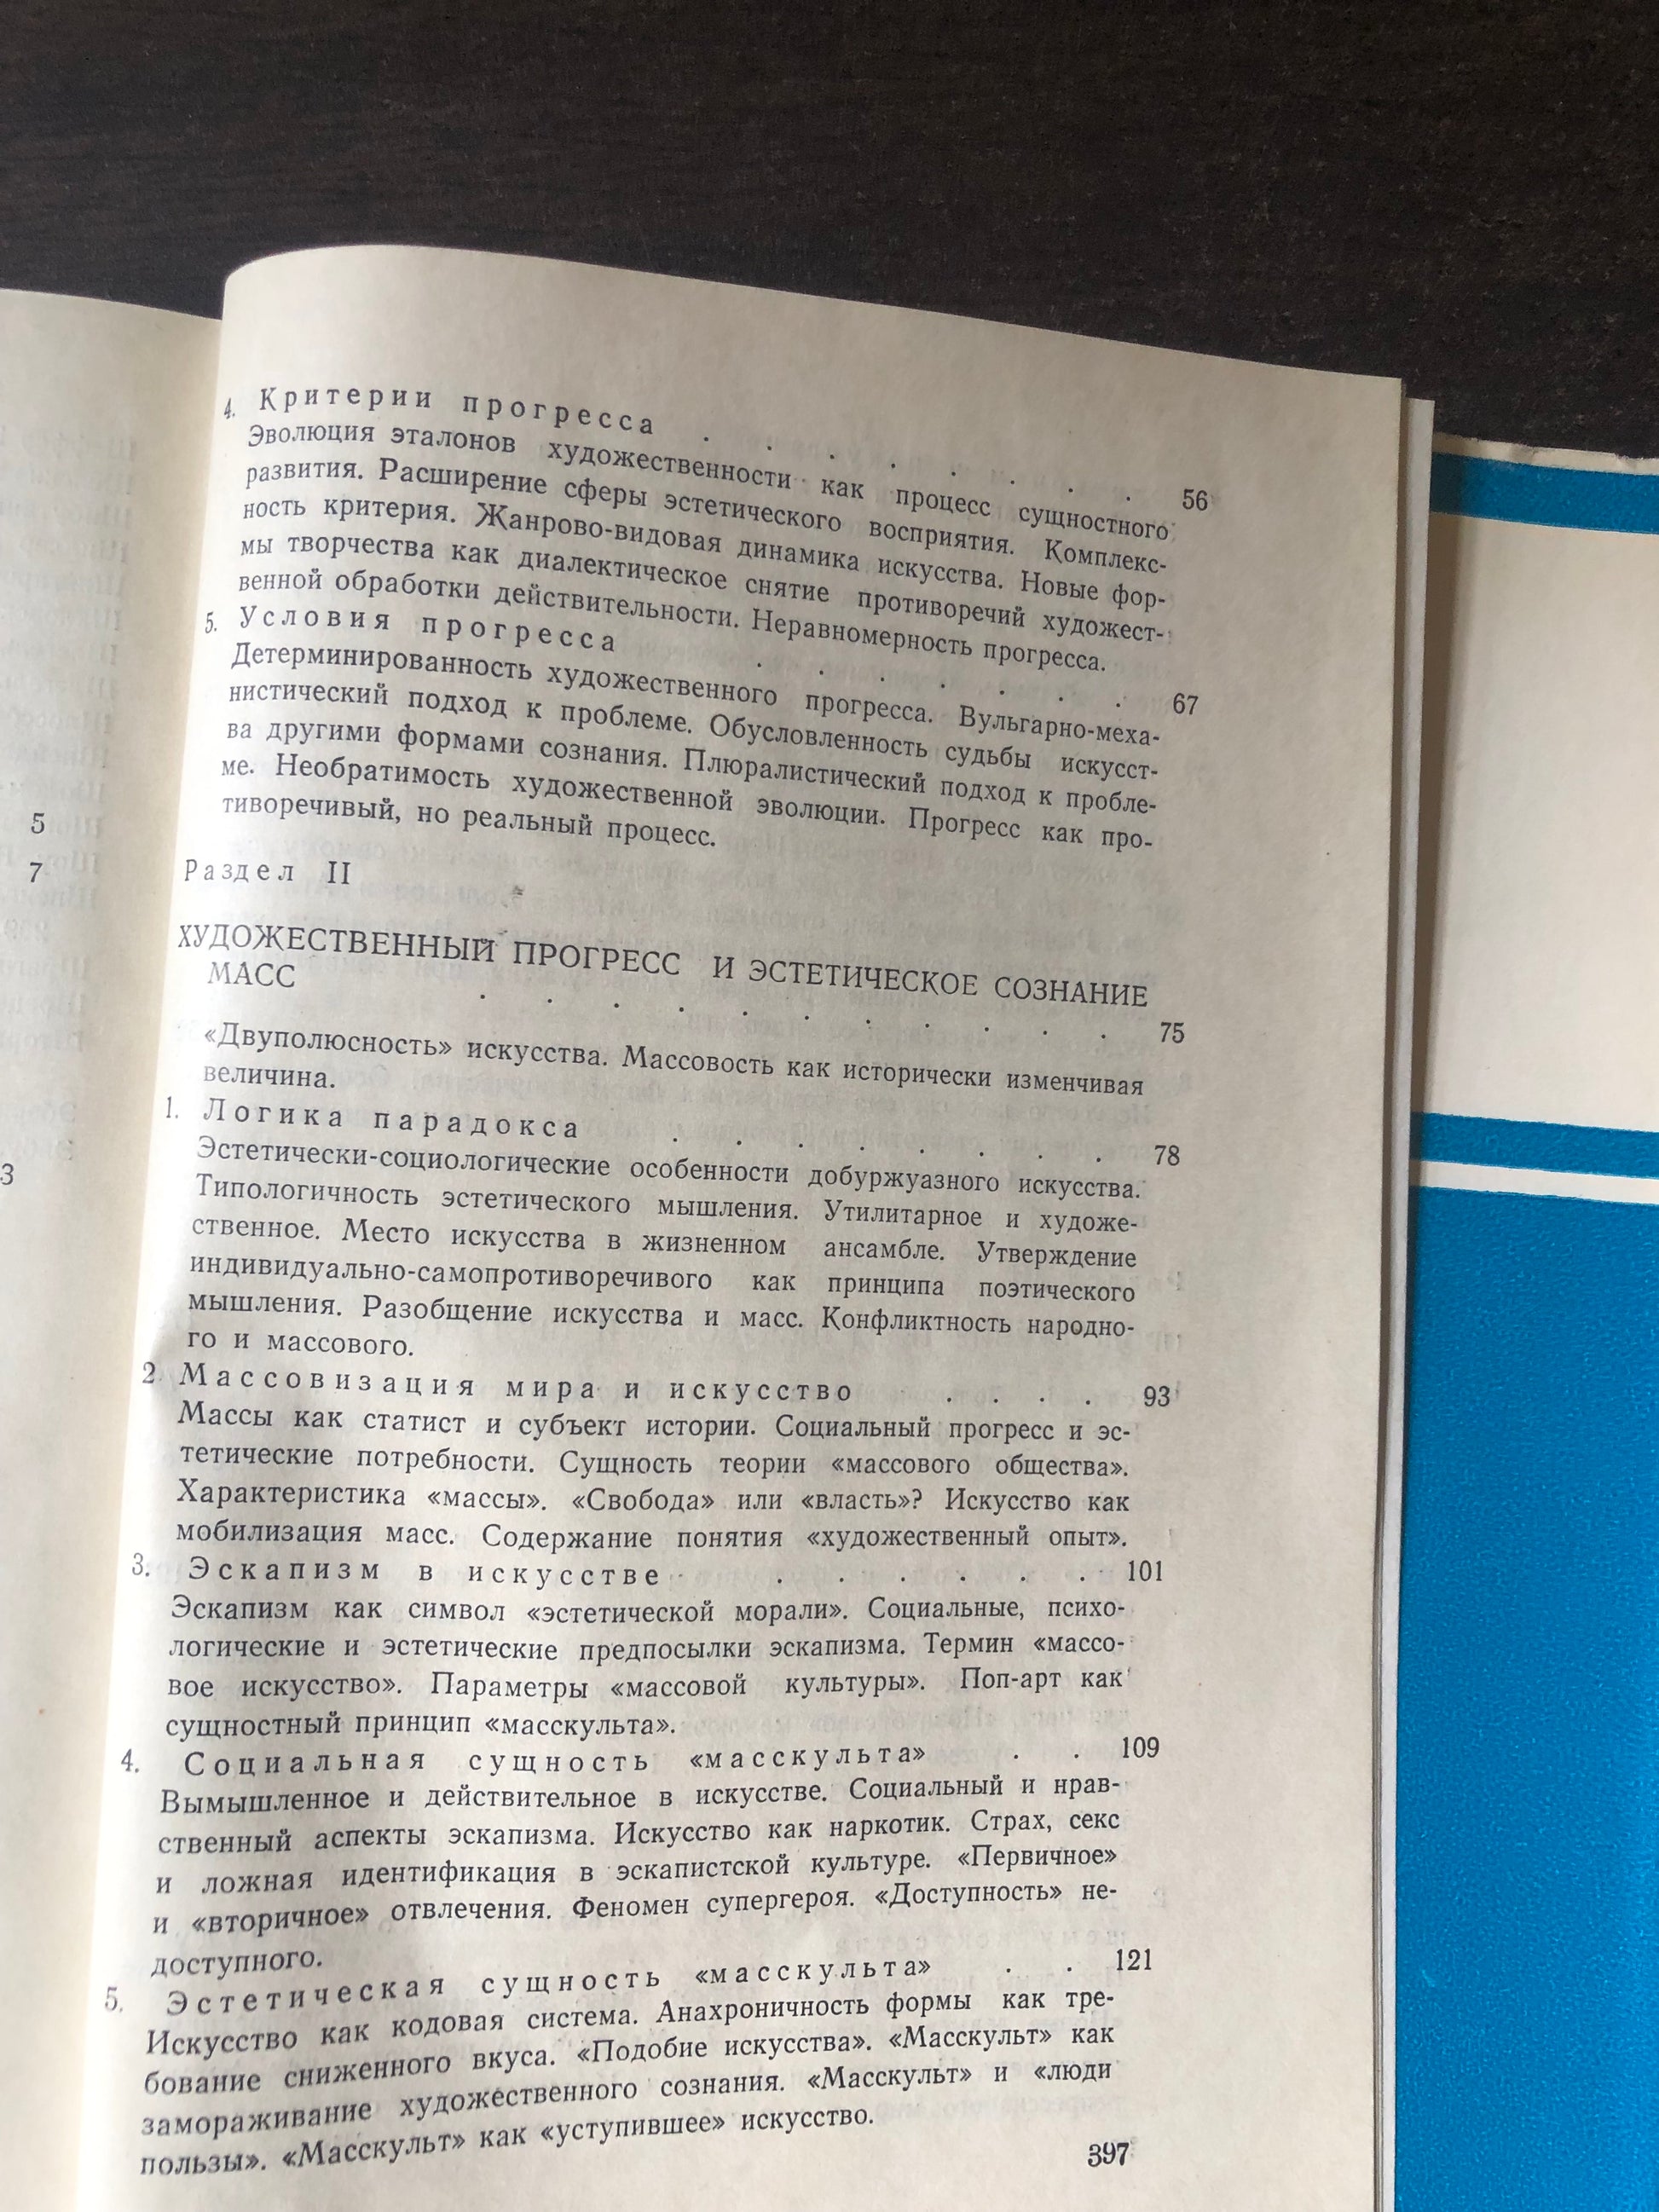 4. Критерии прогресса . . . . . . . . 56
Эволюция эталонов художественности как процесс сущностного
развития. Расширение сферы эстетического восприятия. Комплекс-
ность критерия. Жанрово-видовая динамика искусства. Новые фор-
мы творчества как диалектическое снятие противоречий художест-
венной обработки действительности. Неравномерность прогресса.
5. Условия прогресса . . . . . . . 67
Детерминированность художественного прогресса. Вульгарно-меха-
нистический подход к проблеме. Обусловленность судьбы искусст-
ва другими формами сознания. Плюралистический подход к пробле-
ме. Необратимость художественной эволюции. Прогресс как про-
тиворечивый, но реальный процесс.
5
7
Раздел II
ХУДОЖЕСТВЕННЫЙ ПРОГРЕСС И ЭСТЕТИЧЕСКОЕ СОЗНАНИЕ
МАСС . . . . . . . . . . . 75
«Двуполюсность» искусства. Массовость как исторически изменчивая
величина.
1. Логика парадокса . . . . . . . . 78
3
Эстетически-социологические особенности добуржуазного искусства.
Типологичность эстетического мышления. Утилитарное и художе-
ственное. Место искусства в жизненном ансамбле. Утверждение
индивидуально-самопротиворечивого как принципа поэтического
мышления. Разобщение искусства и масс. Конфликтность народно-
го и массового.
2 Массовизация мира и искусство . . . . 93
Массы как статист и субъект истории. Социальный прогресс и эс-
тетические потребности. Сущность теории «массового общества».
Характеристика «массы». «Свобода» или «власть»? Искусство как
мобилизация масс. Содержание понятия «художественный опыт».
3. Эскапизм в искусстве . . . . . . 101
Эскапизм как символ «эстетической морали». Социальные, психо-
логические и эстетические предпосылки эскапизма. Термин «массо-
вое искусство». Параметры «массовой культуры». Поп-арт как
сущностный принцип «масскульта».
4. Социальная сущность «масскульта» . . 109
Вымышленное и действительное в искусстве. Социальный и нрав-
ственный аспекты эскапизма. Искусство как наркотик. Страх, секс
и ложная идентификация в эскапистской культуре. «Первичное»
и «вторичное» отвлечения. Феномен супергероя. «Доступность» не-
доступного.
5. Эстетическая сущность «масскульта» . . 121
Искусство как кодовая система. Анахроничность формы как тре-
бование сниженного вкуса. «Подобие искусства». «Масскульт» как
замораживание художественного сознания. «Масскульт» и «люди
пользы». «Масскульт» как «уступившее» искусство.
397